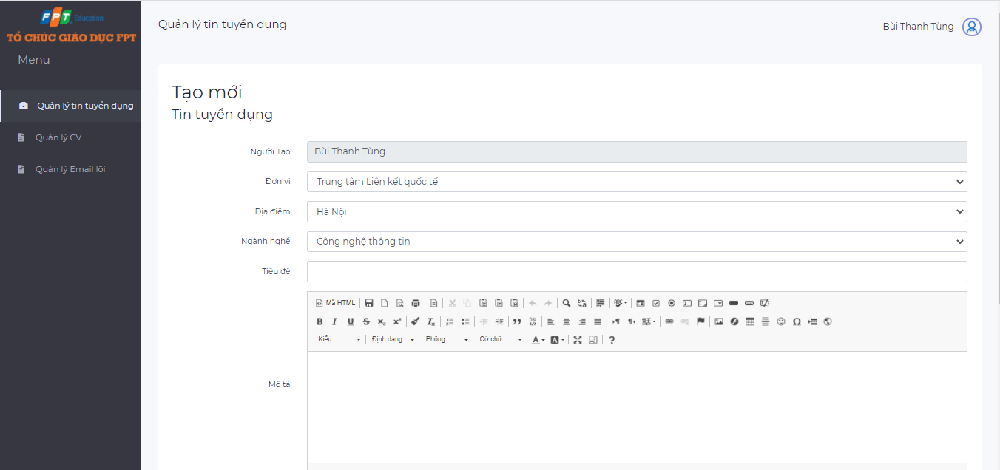 FPT Education
TỔ CHỨC GIÁO DỤC FPT
Menu
Quản lý tin tuyển dụng
Quản lý CV
Quản lý Email lỗi
Quản lý tin tuyển dụng
Bùi Thanh Tùng
Tạo mới
Tin tuyển dụng
Người Tạo
Bùi Thanh Tùng
Đơn vị
Trung tâm Liên kết quốc tế
Địa điểm
Hà Nội
Ngành nghề
Công nghệ thông tin
Tiêu đề
Mã HTML
Kiểu Định dạng Phông Cỡ chữ
Mô tả